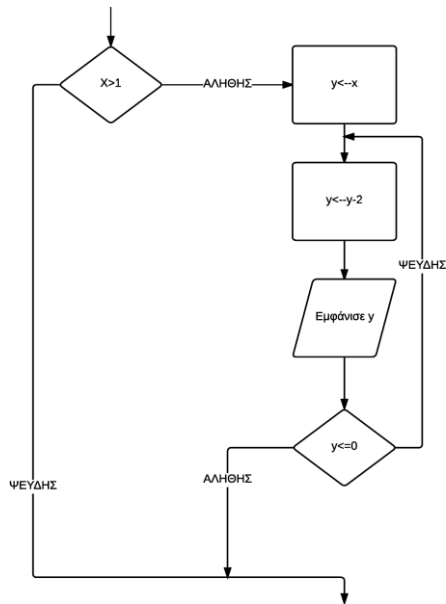 X>1
ΑΛΗΘΗΣ
y<--x
y<--y-2
ΨΕΥΔΗΣ
Εμφάνισε y
y<=0
ΑΛΗΘΗΣ
ΨΕΥΔΗΣ